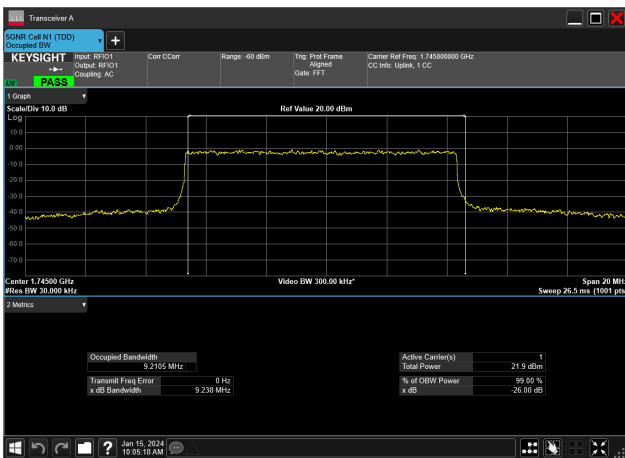 Transceiver A
5GNR Cell N1 (TDD)
Occupied BW
+
KEYSIGHT
PASS
Input: RFIO1
Output: RFIO1
Coupling: AC
Corr CCorr
Range: -60 dBm
Trig: Prot Frame
Aligned
Gate: FFT
Carrier Ref Freq: 1.745000000 GHz
CC Info: Uplink, 1 CC
1 Graph
Scale/Div 10.0 dB
Ref Value 20.00 dBm
Log
10.0
0.00
-10.0
-20.0
-30.0
-40.0
-50.0
-60.0
-70.0
Center 1.74500 GHz
Video BW 300.00 kHz*
Span 20 MHz
#Res BW 30.000 kHz
Sweep 26.5 ms (1001 pts
2 Metrics
Occupied Bandwidth
9.2105 MHz
Transmit Freq Error 0 Hz
x dB Bandwidth 9.238 MHz
Active Carrier(s) 1
Total Power 21.9 dBm
% of OBW Power 99.00 %
x dB -26.00 dB
?
Jan 15, 2024
10:05:18 AM